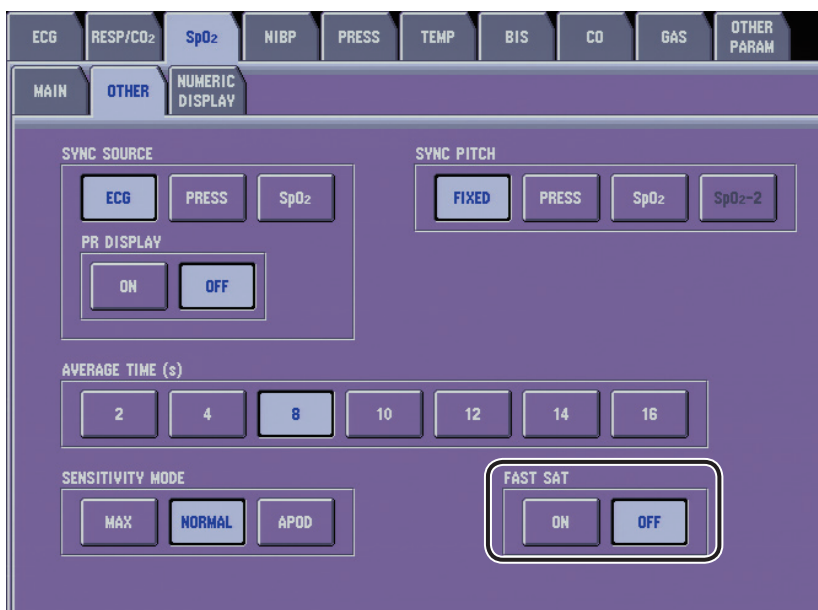 ECG RESP/CO₂ SpO₂ NIBP PRESS TEMP BIS CO GAS OTHER PARAM
MAIN OTHER NUMERIC DISPLAY
SYNC SOURCE
ECG PRESS SpO₂
PR DISPLAY
ON OFF
SYNC PITCH
FIXED PRESS SpO₂ SpO₂-2
AVERAGE TIME (s)
2 4 8 10 12 14 16
SENSITIVITY MODE
MAX NORMAL APOD
FAST SAT
ON OFF